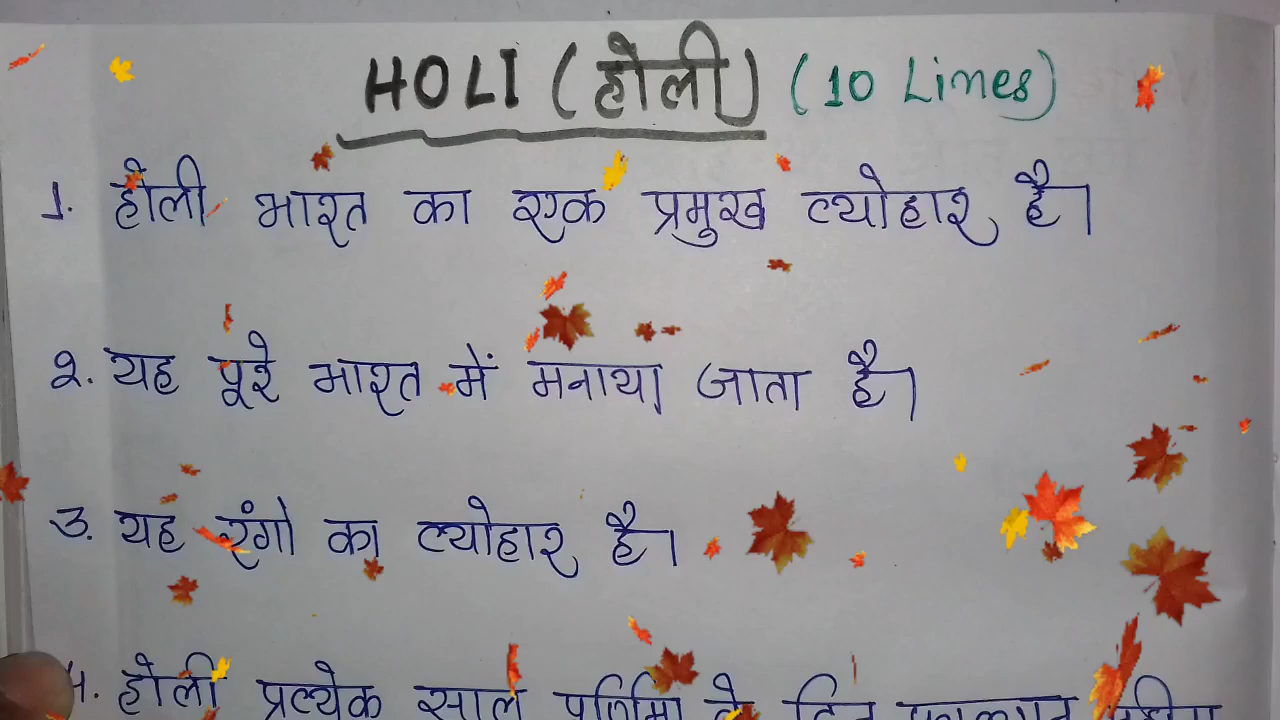 HOLI (होली) (10 Lines)
1. होली भारत का एक प्रमुख त्योहार है।
2. यह पूरे भारत में मनाया जाता है।
3. यह रंगो का त्योहार है।
4. होली प्रत्येक साल